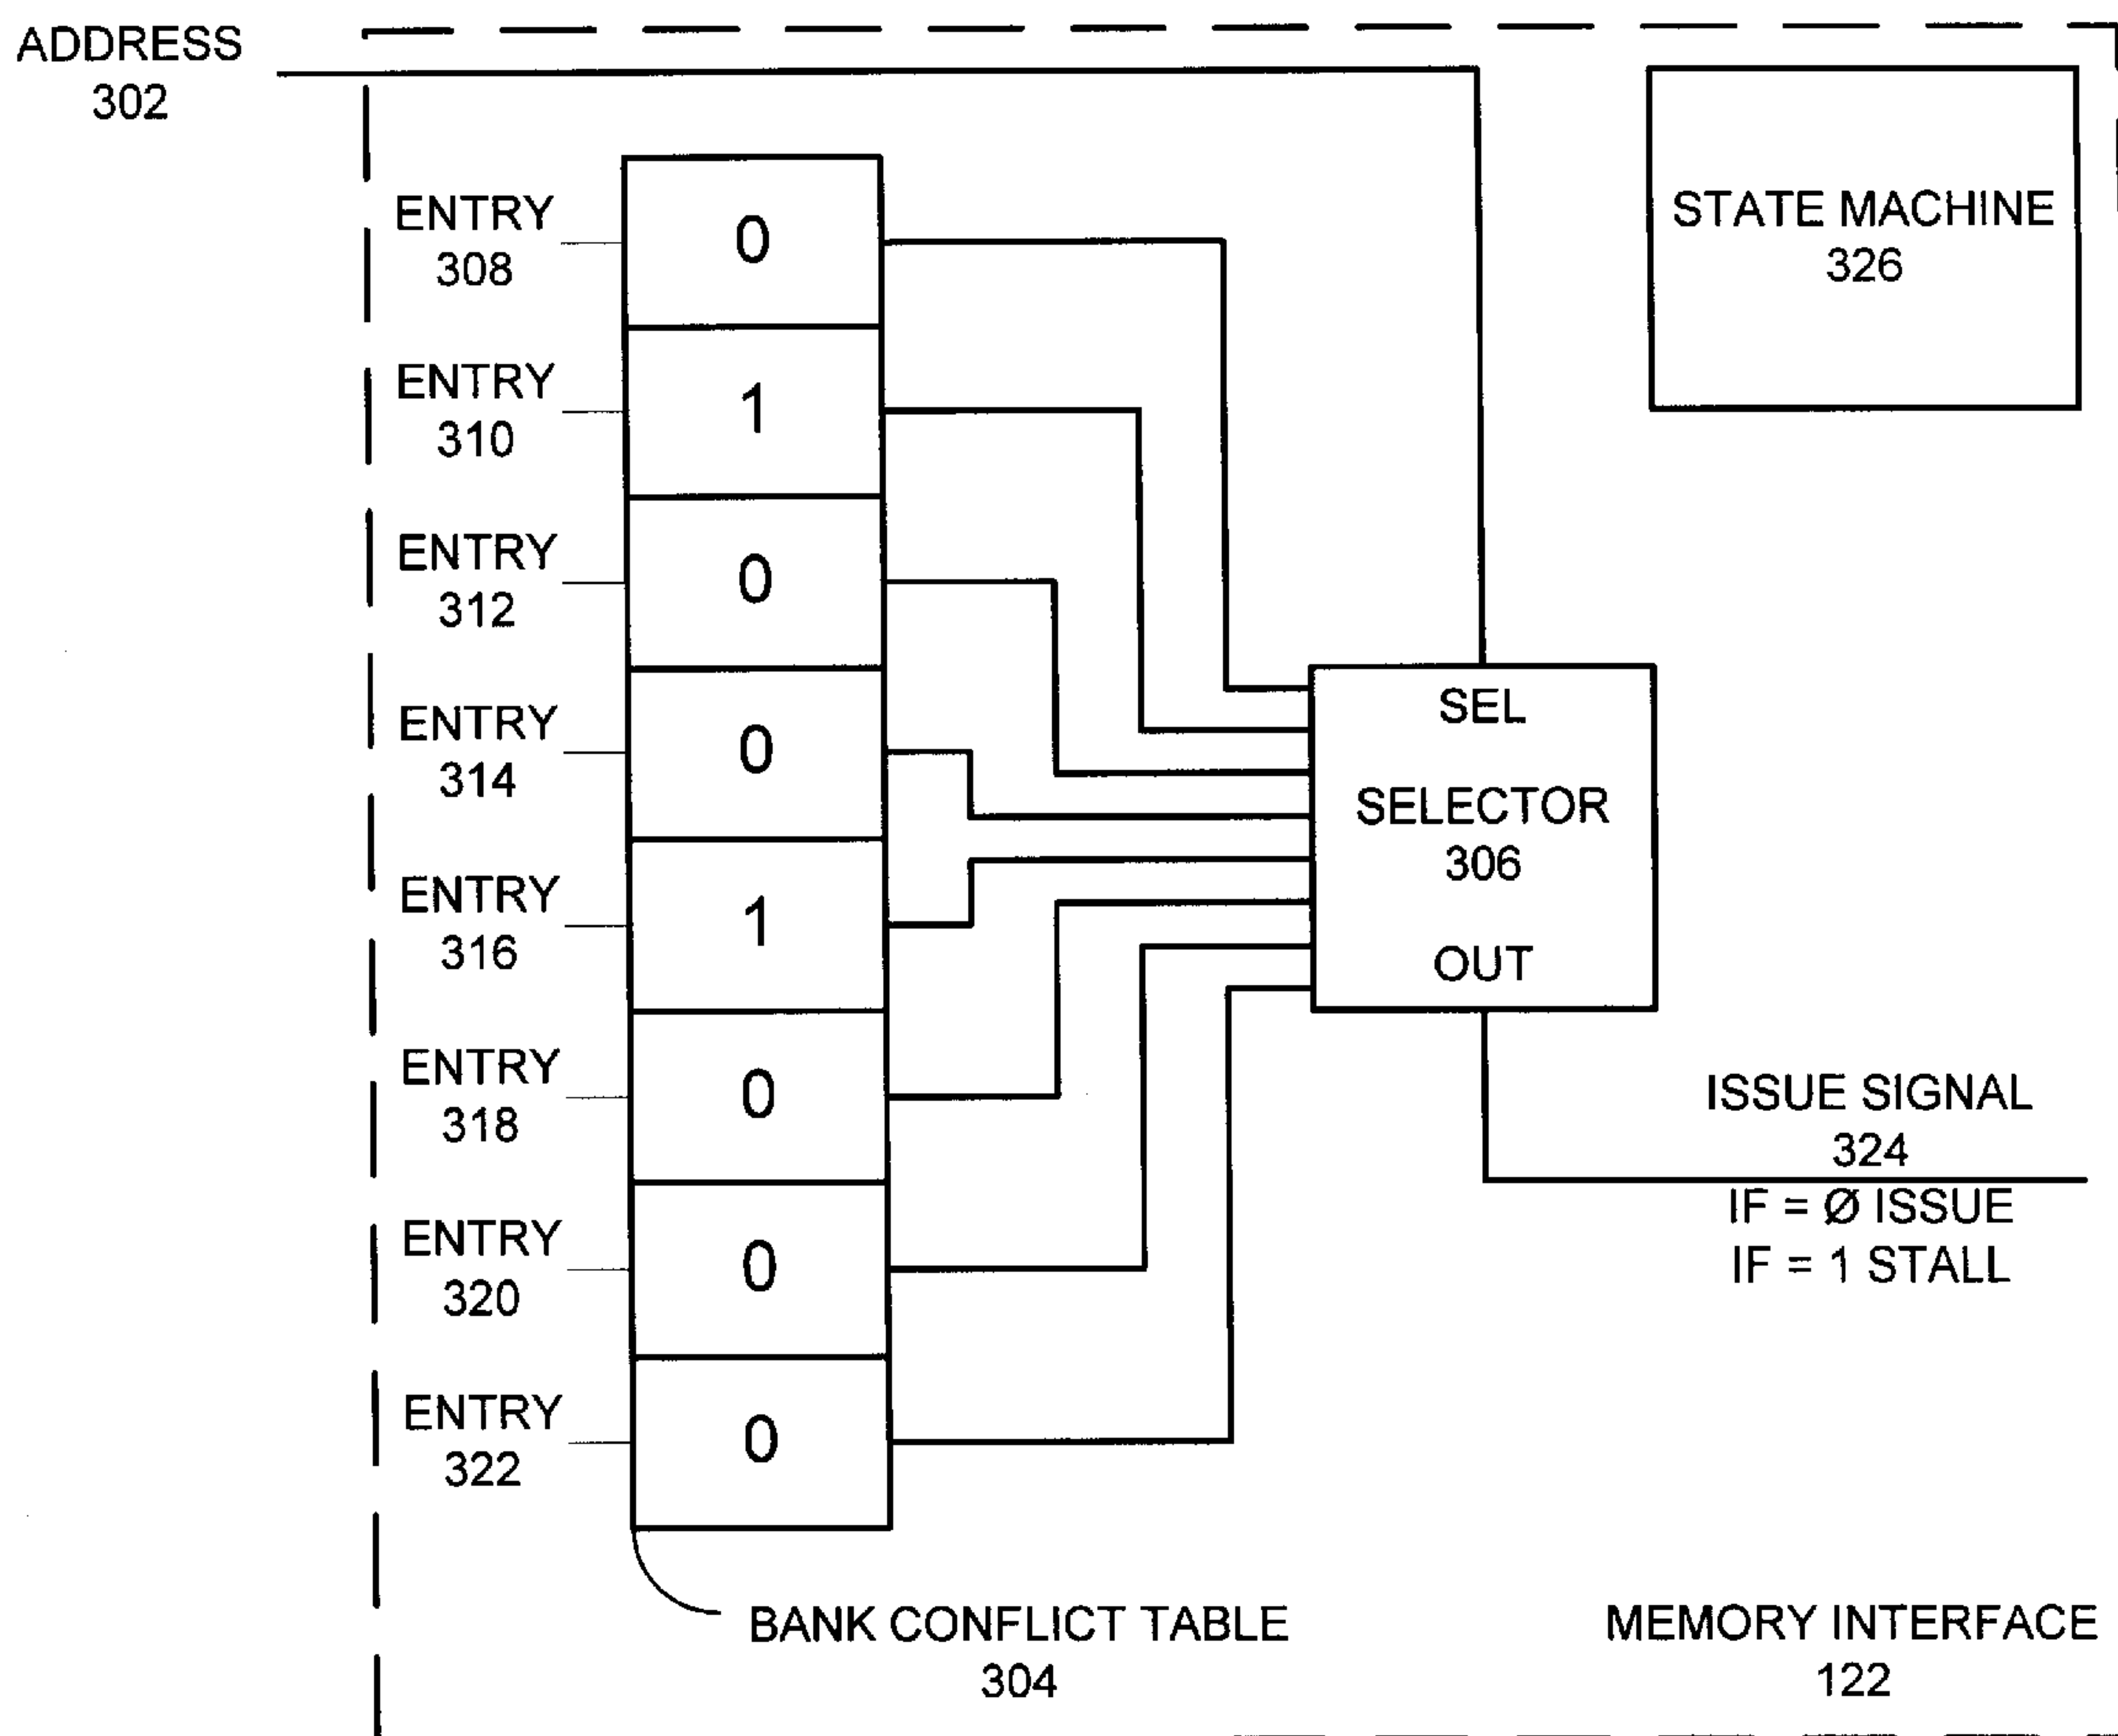 ADDRESS
302
STATE MACHINE
326
ENTRY
308
0
ENTRY
310
1
ENTRY
312
0
ENTRY
314
0
ENTRY
316
1
ENTRY
318
0
ENTRY
320
0
ENTRY
322
0
SEL
SELECTOR
306
OUT
ISSUE SIGNAL
324
IF = Ø ISSUE
IF = 1 STALL
BANK CONFLICT TABLE
304
MEMORY INTERFACE
122